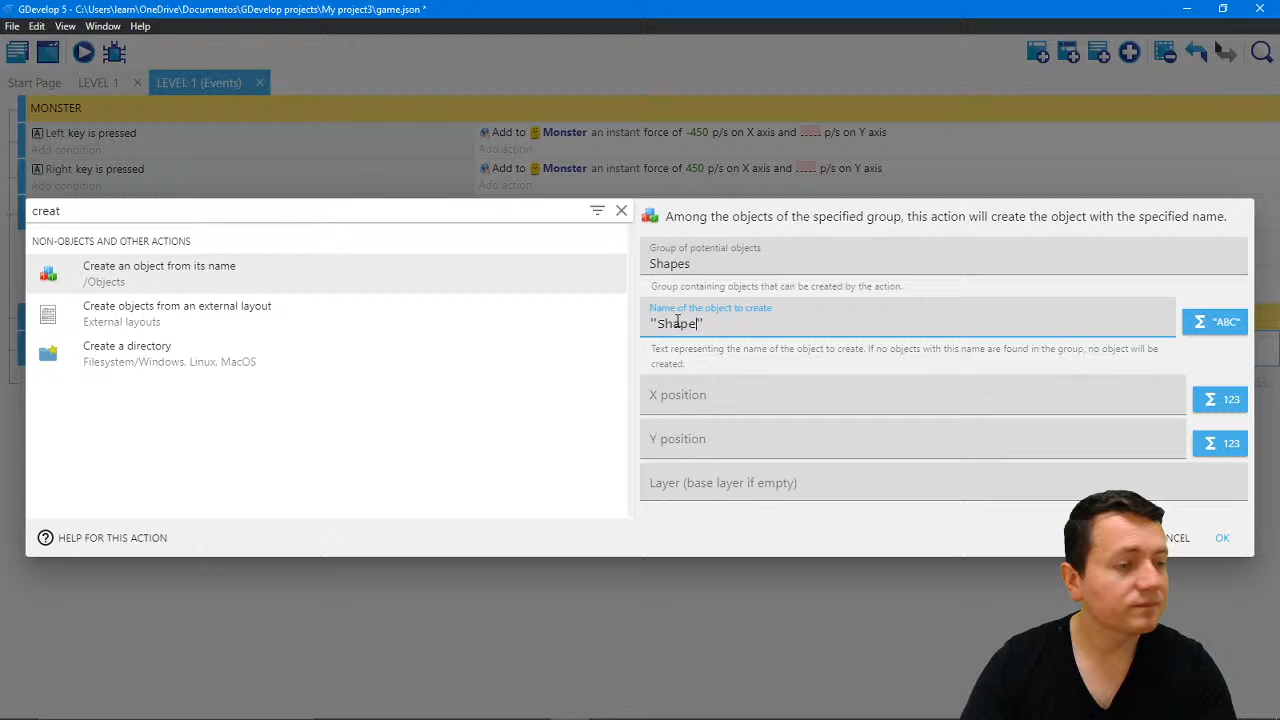 GDevelop 5 - C:\Users\learn\OneDrive\Documentos\GDevelop projects\My project3\game.json *
File Edit View Window Help
Start Page LEVEL 1 × LEVEL 1 (Events) ×
MONSTER
Left key is pressed
Add condition
Add to Monster an instant force of -450 p/s on X axis and p/s on Y axis
Add action
Right key is pressed
Add condition
Add to Monster an instant force of 450 p/s on X axis and p/s on Y axis
Add action
creat
NON-OBJECTS AND OTHER ACTIONS
Create an object from its name
/Objects
Create objects from an external layout
External layouts
Create a directory
Filesystem/Windows, Linux, MacOS
HELP FOR THIS ACTION
Among the objects of the specified group, this action will create the object with the specified name.
Group of potential objects
Shapes
Group containing objects that can be created by the action.
Name of the object to create
"Shape"
Σ "ABC"
Text representing the name of the object to create. If no objects with this name are found in the group, no object will be
created.
X position
Σ 123
Y position
Σ 123
Layer (base layer if empty)
OK